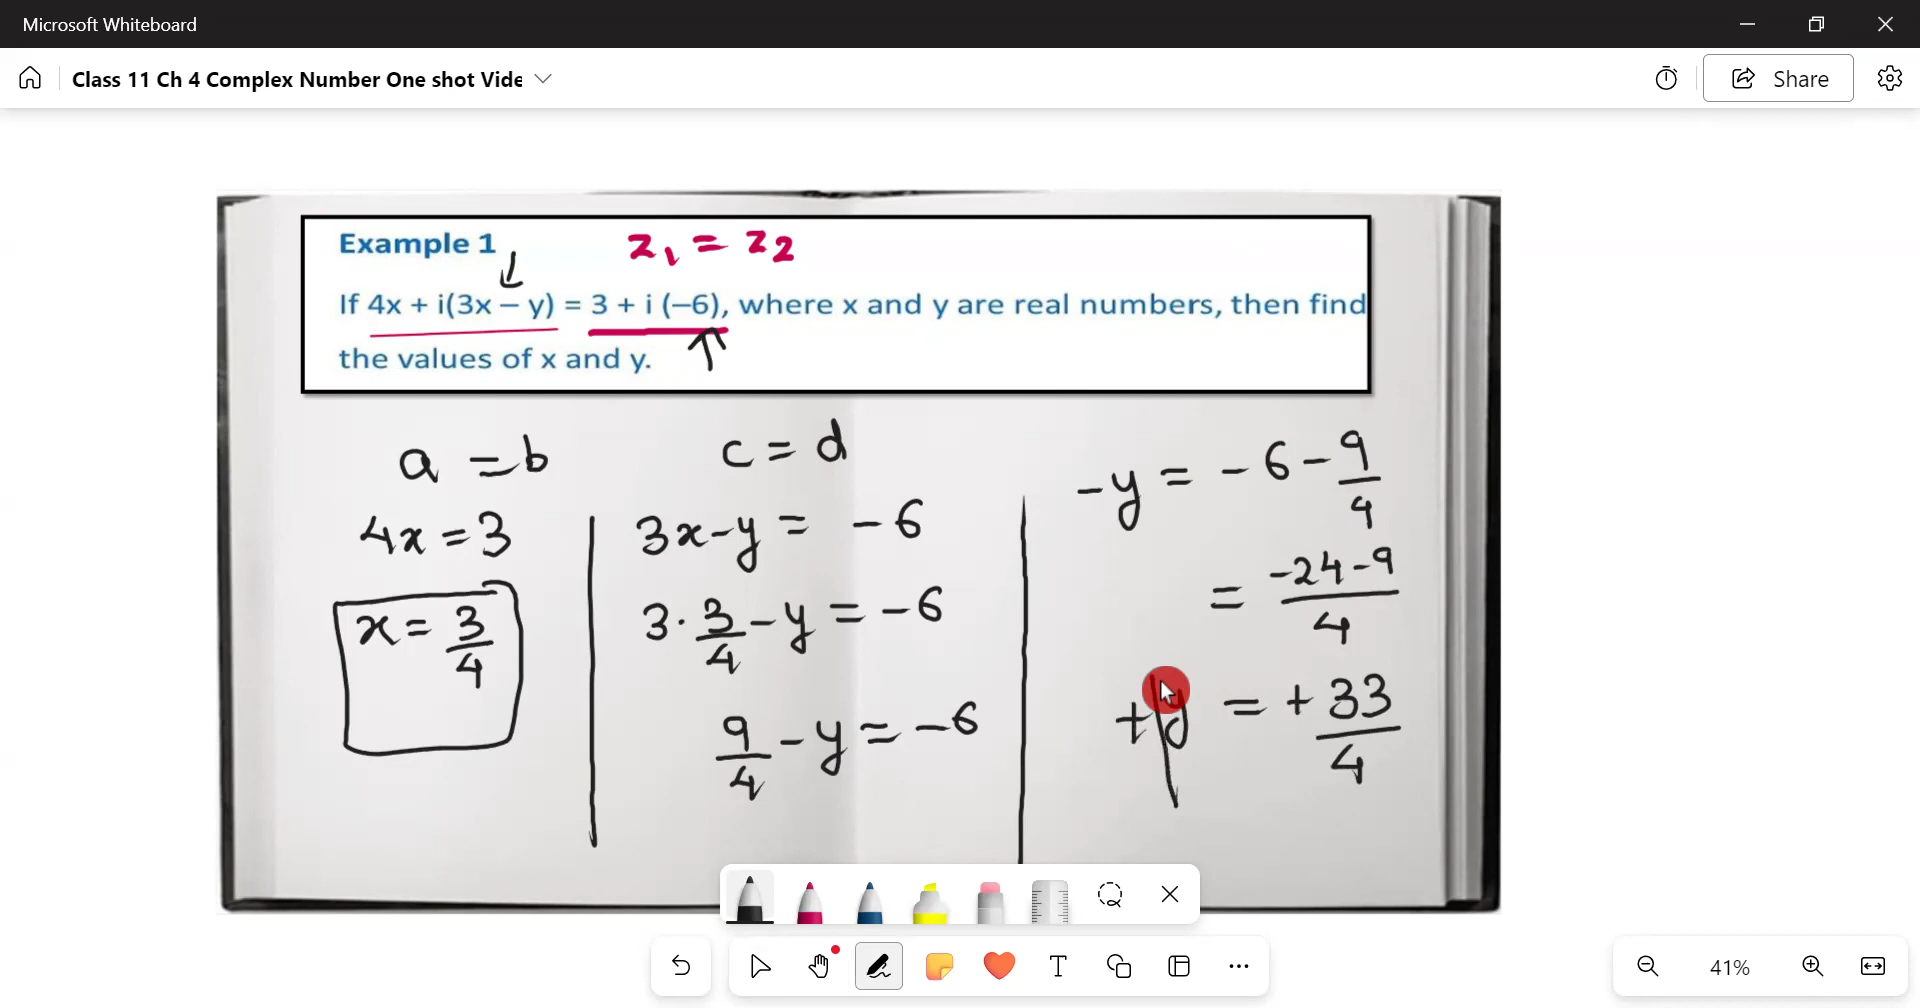 Microsoft Whiteboard
Class 11 Ch 4 Complex Number One shot Vide
Share
Example 1
z₁ = z₂
If 4x + i(3x – y) = 3 + i (–6), where x and y are real numbers, then find
the values of x and y.
a = b
4x = 3
x = 3/4
c = d
3x - y = - 6
3 · 3/4 - y = - 6
9/4 - y = - 6
- y = - 6 - 9/4
= -24 - 9/4
+ y = + 33/4
41%